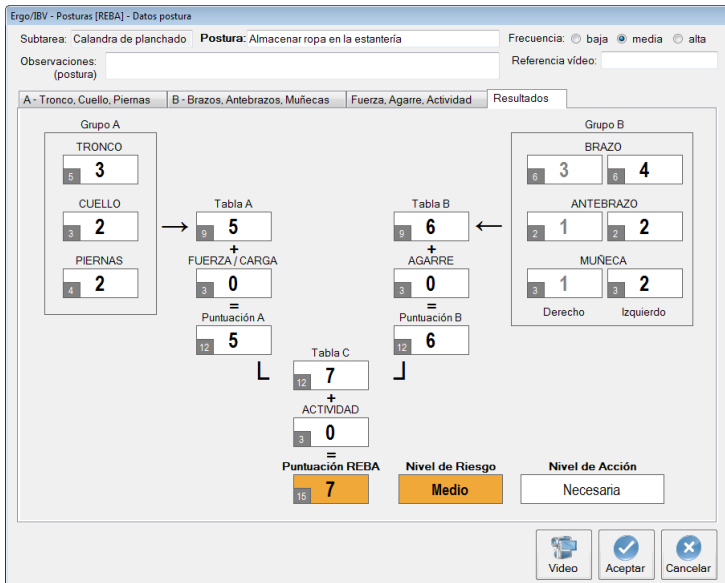 Ergo/IBV - Posturas [REBA] - Datos postura
Subtarea: Calandra de planchado Postura: Almacenar ropa en la estantería Frecuencia: baja media alta
Observaciones: (postura) Referencia vídeo:
A - Tronco, Cuello, Piernas B - Brazos, Antebrazos, Muñecas Fuerza, Agarre, Actividad Resultados
Grupo A Grupo B
TRONCO BRAZO
5 3 6 3 6 4
CUELLO Tabla A Tabla B ANTEBRAZO
3 2 → 9 5 9 6 ← 2 1 2 2
+ +
PIERNAS FUERZA / CARGA AGARRE MUÑECA
4 2 3 0 3 0 3 1 3 2
= =
Puntuación A Puntuación B Derecho Izquierdo
12 5 12 6
Tabla C
12 7
+
ACTIVIDAD
3 0
=
Puntuación REBA Nivel de Riesgo Nivel de Acción
15 7 Medio Necesaria
Video Aceptar Cancelar